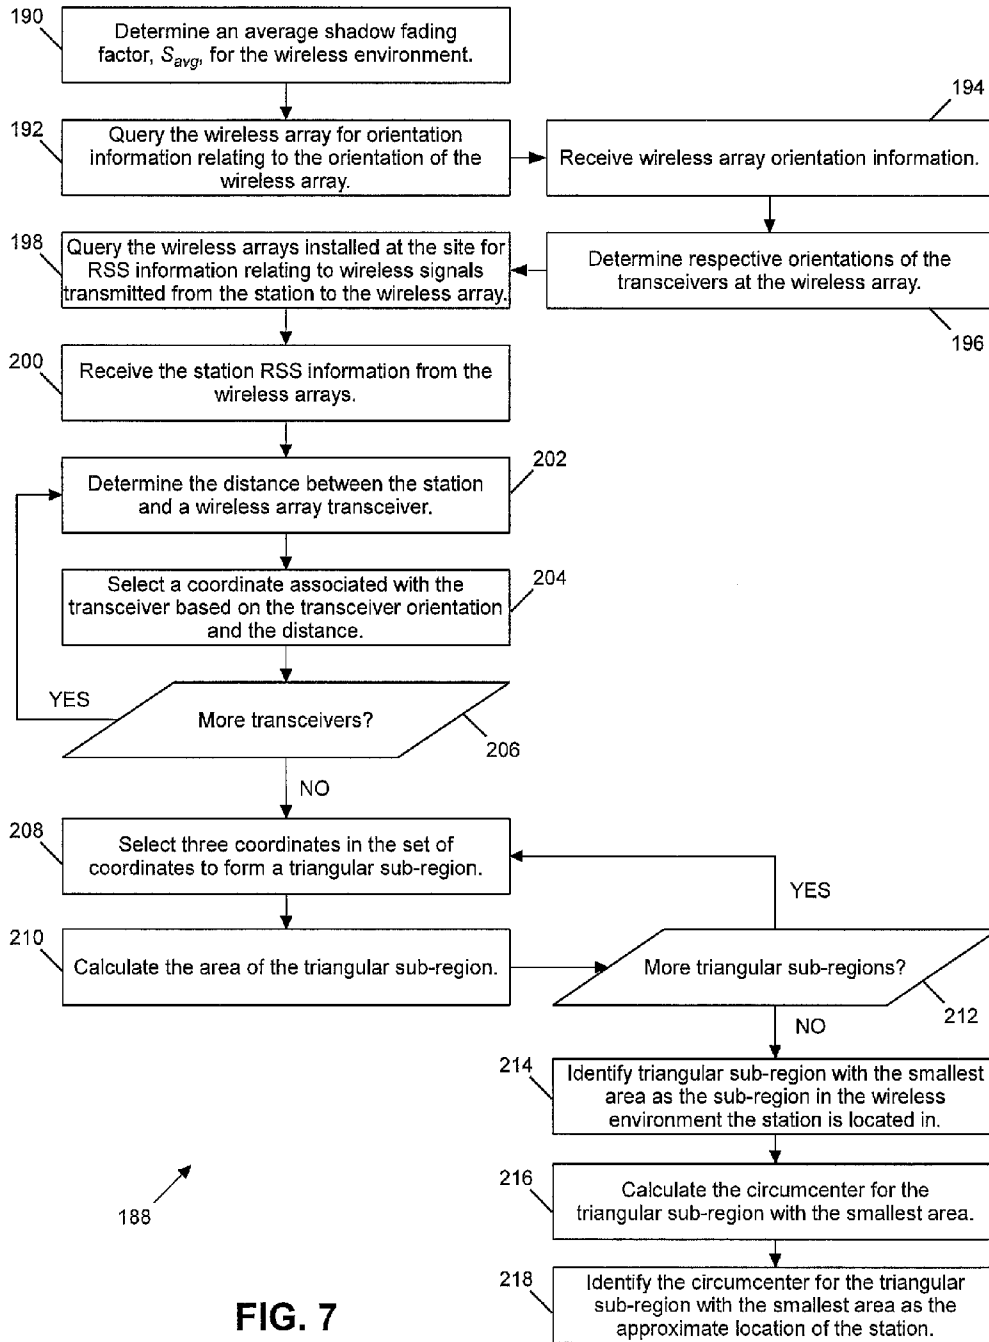 190
Determine an average shadow fading
factor, Savg, for the wireless environment.
192
Query the wireless array for orientation
information relating to the orientation of the
wireless array.
194
Receive wireless array orientation information.
198
Query the wireless arrays installed at the site for
RSS information relating to wireless signals
transmitted from the station to the wireless array.
Determine respective orientations of the
transceivers at the wireless array.
196
200
Receive the station RSS information from the
wireless arrays.
202
Determine the distance between the station
and a wireless array transceiver.
204
Select a coordinate associated with the
transceiver based on the transceiver orientation
and the distance.
YES
More transceivers?
206
NO
208
Select three coordinates in the set of
coordinates to form a triangular sub-region.
YES
210
Calculate the area of the triangular sub-region.
More triangular sub-regions?
212
NO
214
Identify triangular sub-region with the smallest
area as the sub-region in the wireless
environment the station is located in.
216
Calculate the circumcenter for the
triangular sub-region with the smallest area.
188
218
Identify the circumcenter for the triangular
sub-region with the smallest area as the
approximate location of the station.
FIG. 7